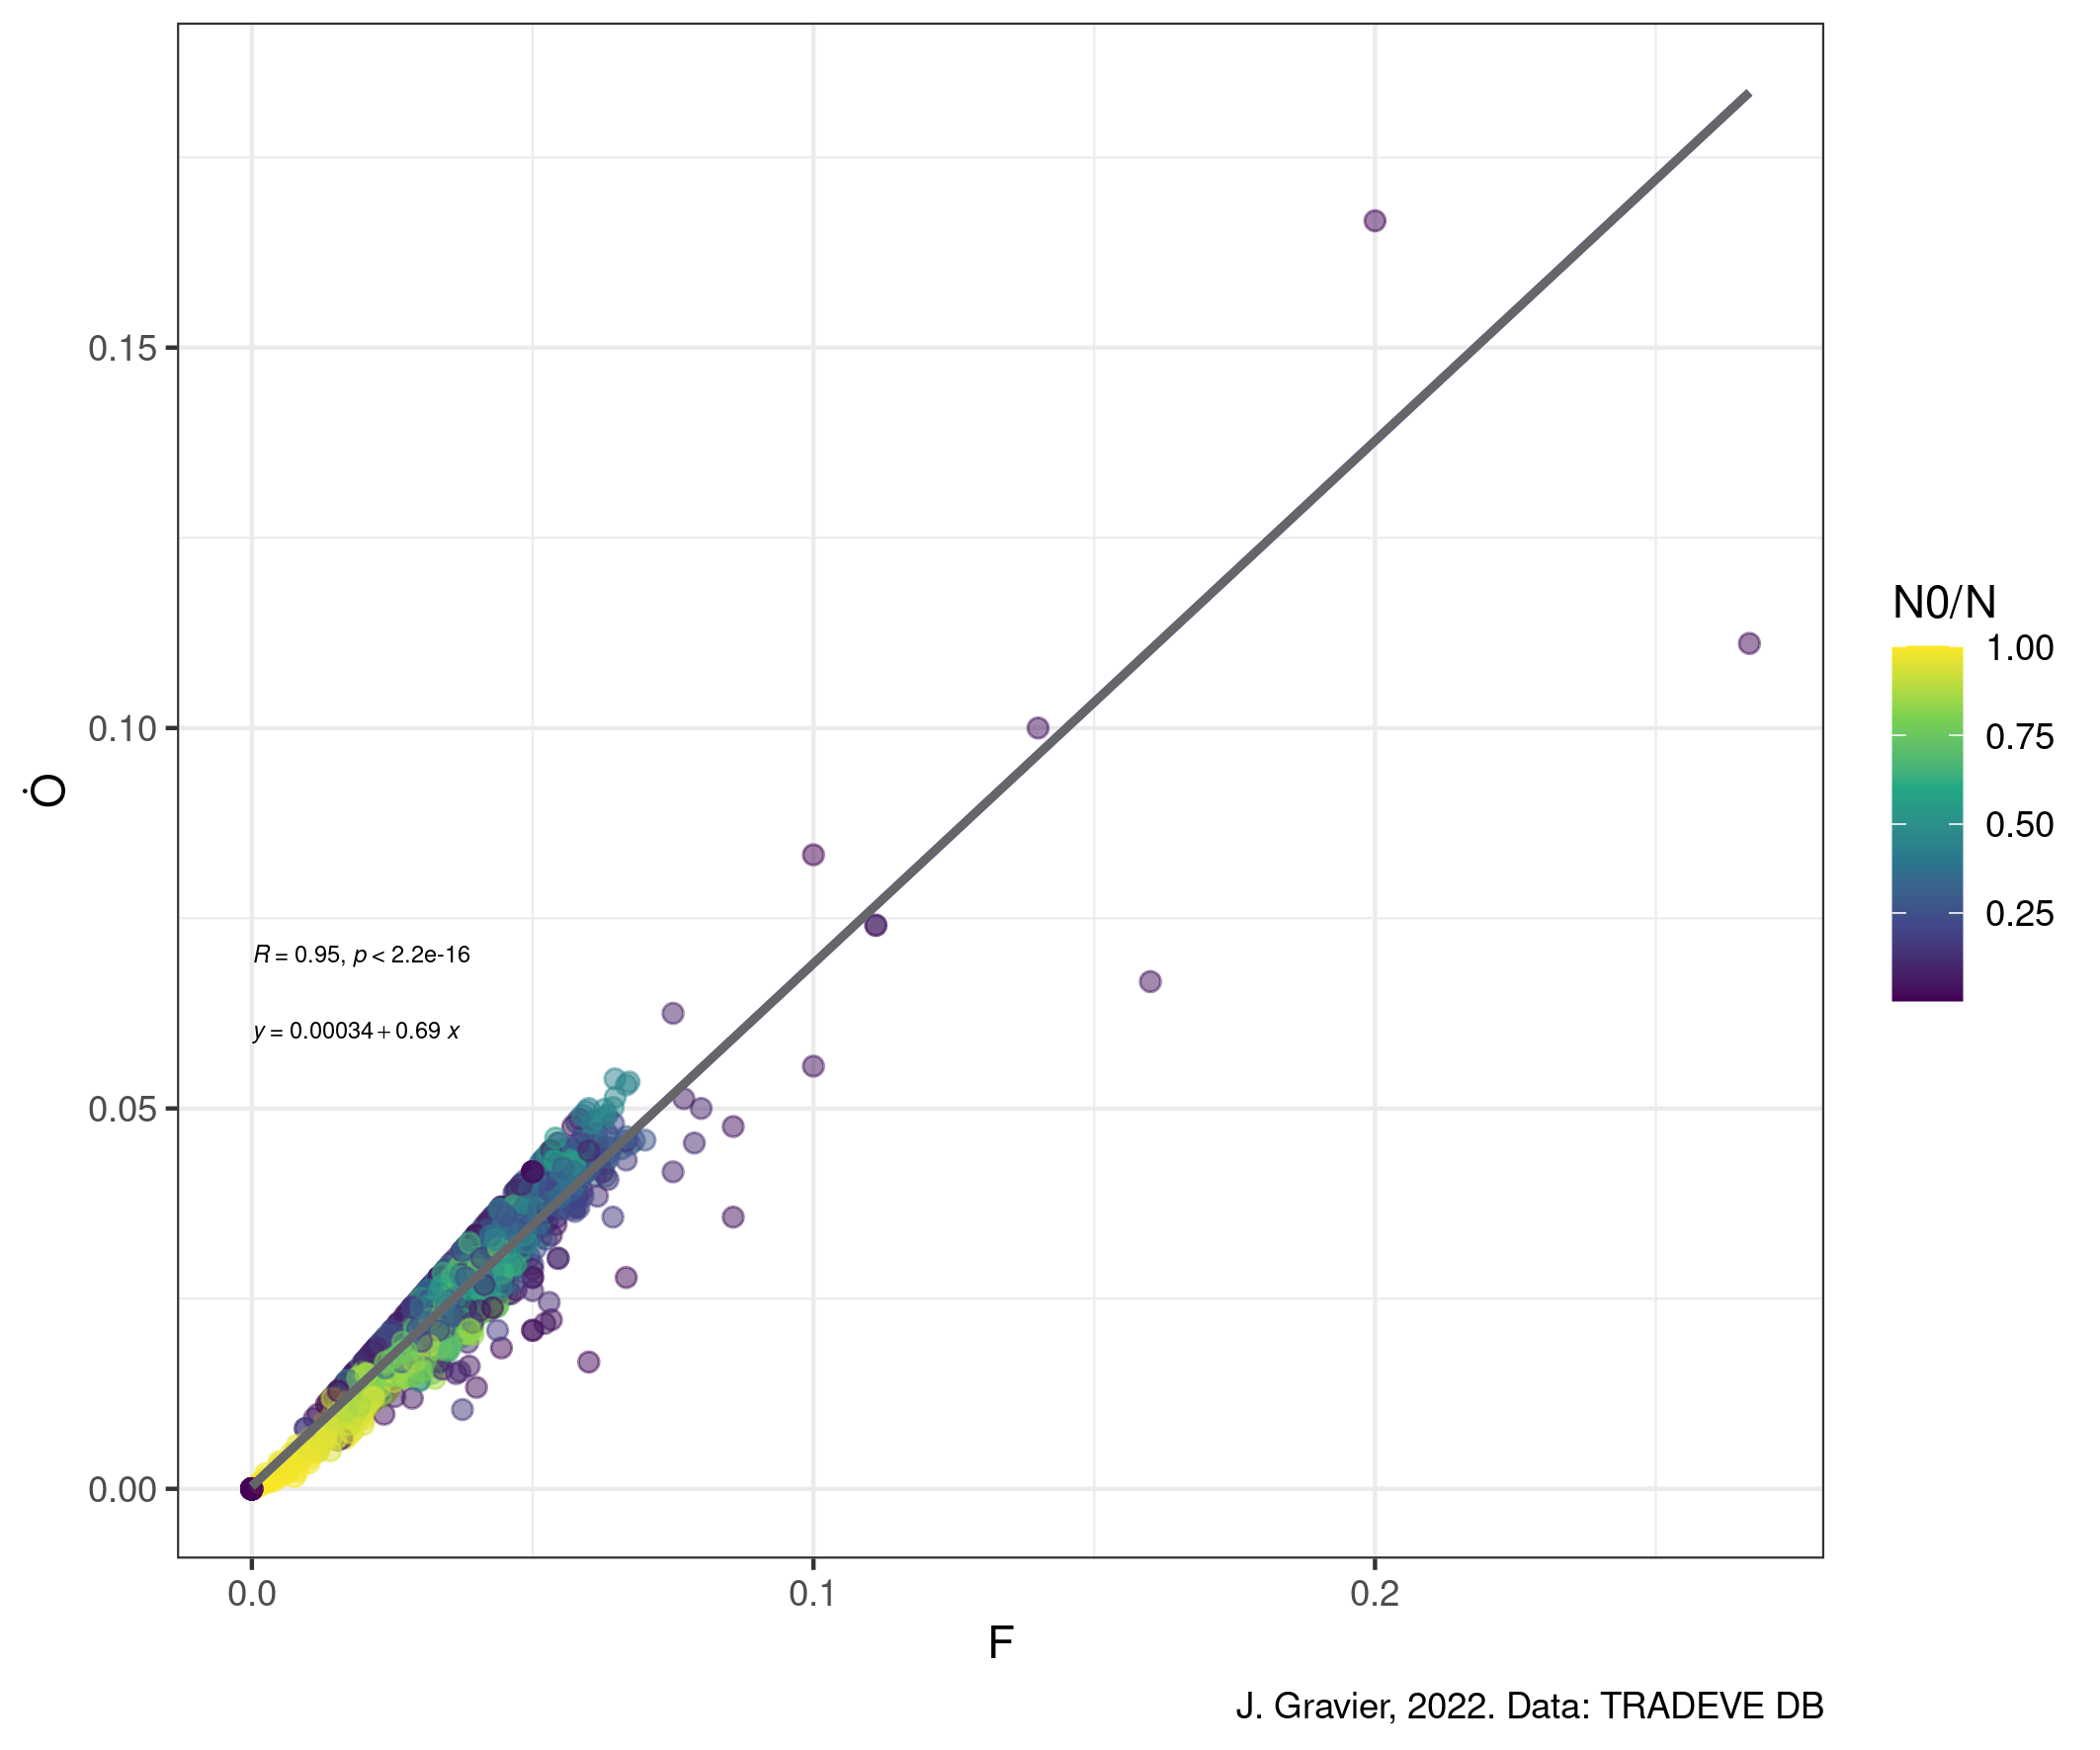 0.15
0.10
0.05
0.00
Ȯ
R = 0.95, p < 2.2e-16
y = 0.00034 + 0.69 x
0.0 0.1 0.2
F
N0/N
1.00
0.75
0.50
0.25
J. Gravier, 2022. Data: TRADEVE DB